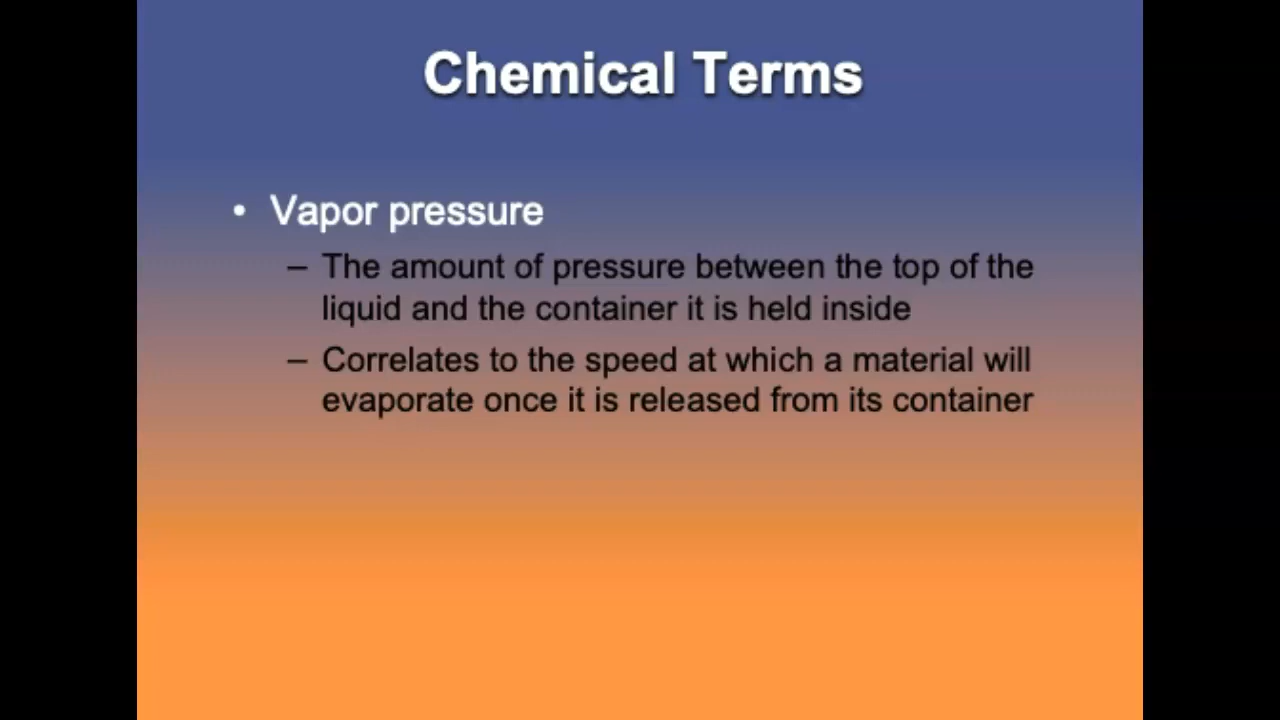 Chemical Terms
• Vapor pressure
– The amount of pressure between the top of the
liquid and the container it is held inside
– Correlates to the speed at which a material will
evaporate once it is released from its container